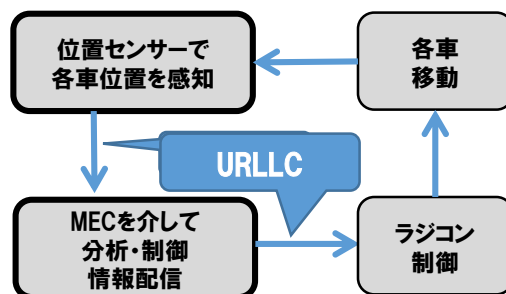 位置センサーで
各車位置を感知
各車
移動
URLLC
MECを介して
分析・制御
情報配信
ラジコン
制御